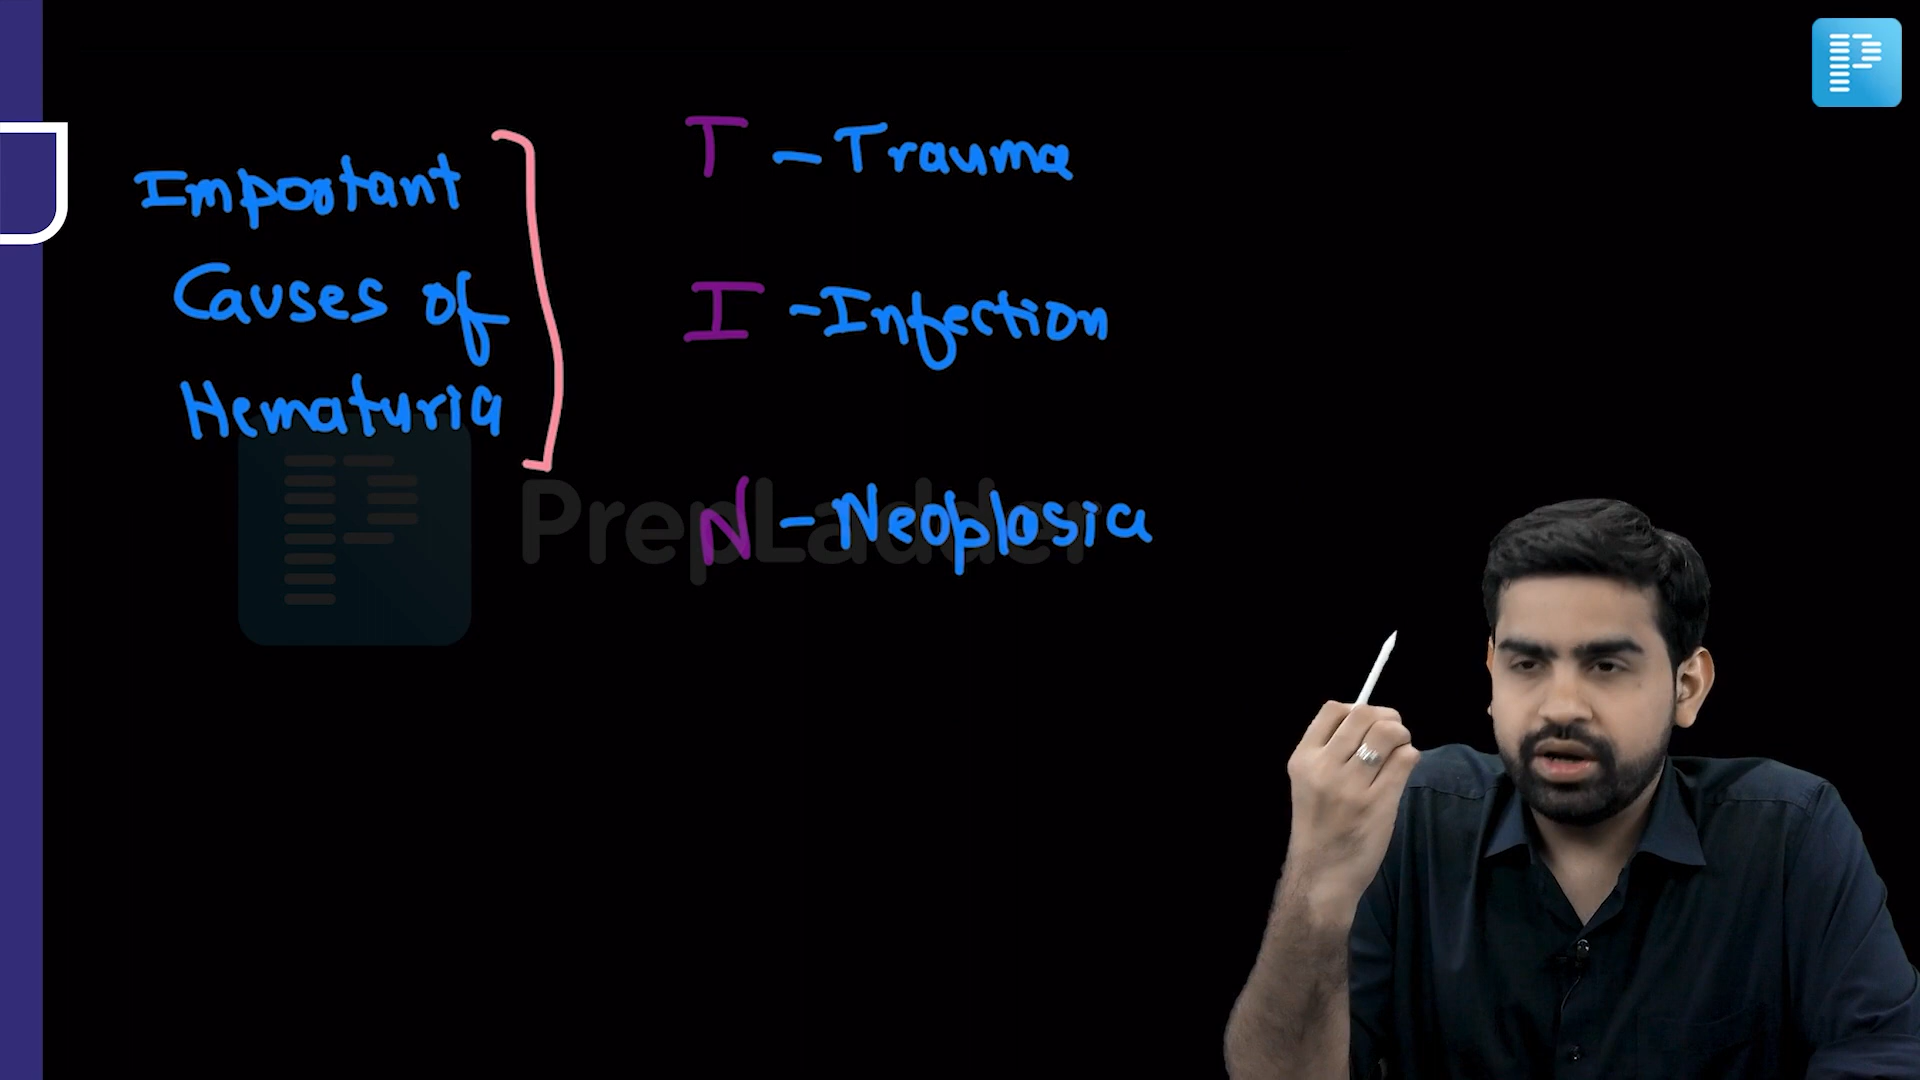 Important
Causes of
Hematuria
T - Trauma
I - Infection
N - Neoplasia
PrepLadder